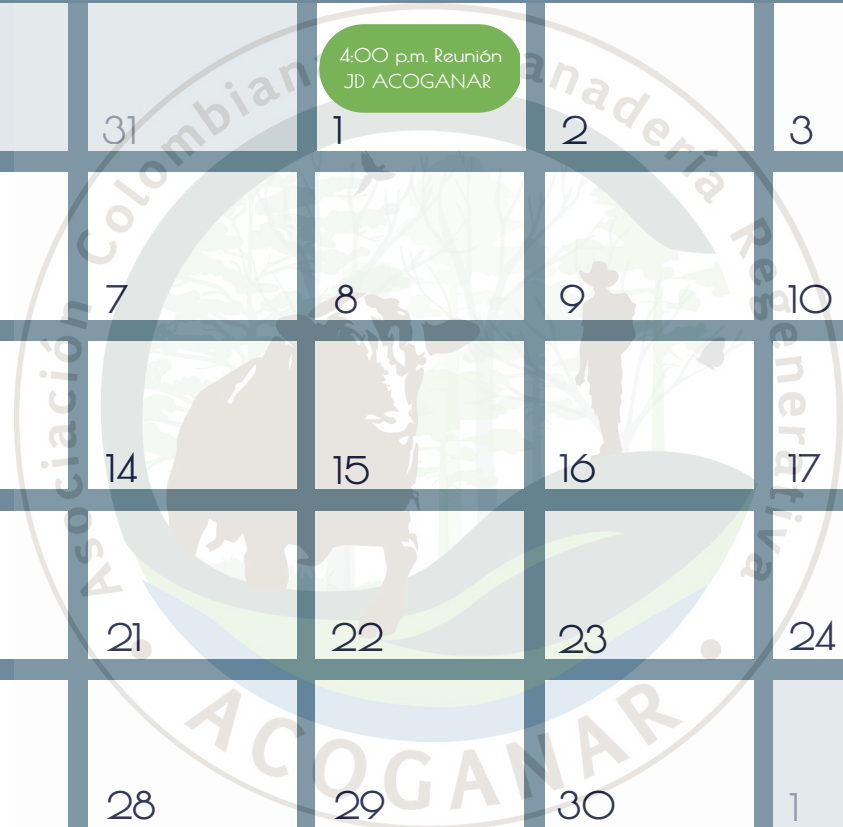 4:00 p.m. Reunión
JD ACOGANAR
31 1 2 3
7 8 9 10
14 15 16 17
21 22 23 24
28 29 30 1
Asociación Colombiana Ganadería Regenerativa
ACOGANAR